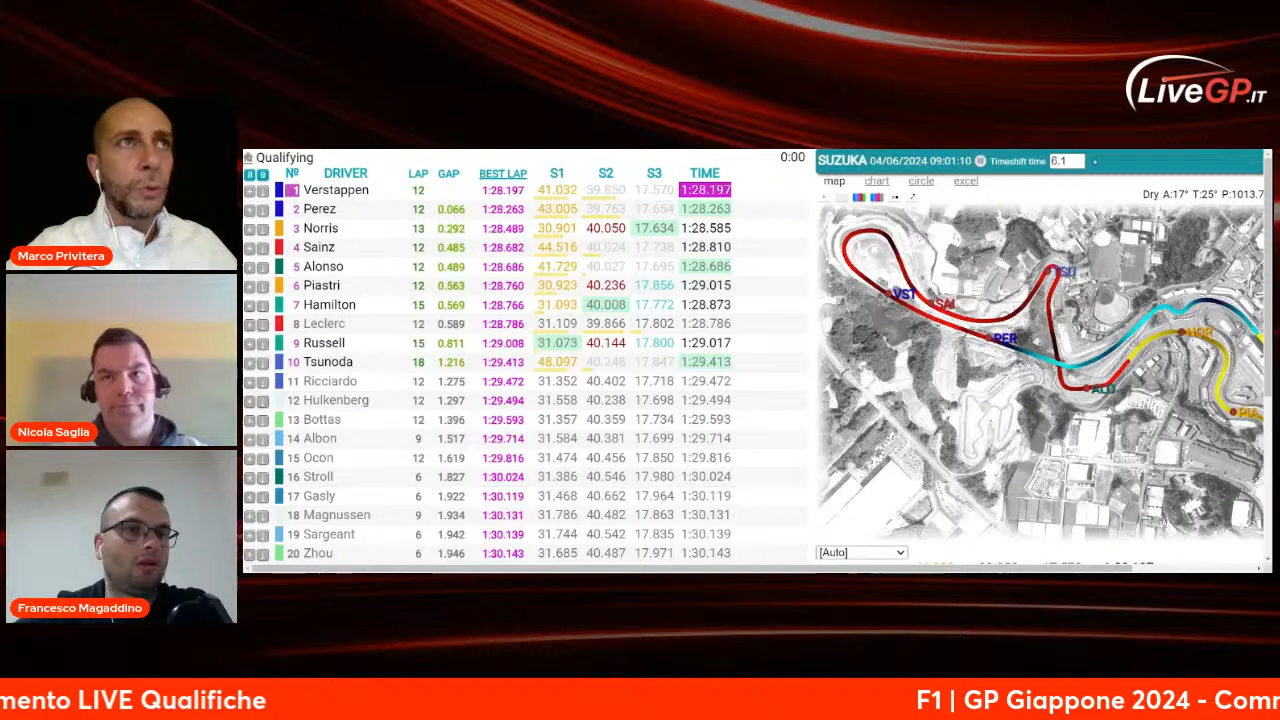 LiveGP.IT
Marco Privitera
Nicola Saglia
Francesco Magaddino
Qualifying 0:00
Nº DRIVER LAP GAP BEST LAP S1 S2 S3 TIME
1 Verstappen 12 1:28.197 41.032 39.850 17.570 1:28.197
2 Perez 12 0.066 1:28.263 43.005 39.763 17.654 1:28.263
3 Norris 13 0.292 1:28.489 30.901 40.050 17.634 1:28.585
4 Sainz 12 0.485 1:28.682 44.516 40.024 17.738 1:28.810
5 Alonso 12 0.489 1:28.686 41.729 40.027 17.695 1:28.686
6 Piastri 12 0.563 1:28.760 30.923 40.236 17.856 1:29.015
7 Hamilton 15 0.569 1:28.766 31.093 40.008 17.772 1:28.873
8 Leclerc 12 0.589 1:28.786 31.109 39.866 17.802 1:28.786
9 Russell 15 0.811 1:29.008 31.073 40.144 17.800 1:29.017
10 Tsunoda 18 1.216 1:29.413 48.097 40.248 17.847 1:29.413
11 Ricciardo 12 1.275 1:29.472 31.352 40.402 17.718 1:29.472
12 Hulkenberg 12 1.297 1:29.494 31.558 40.238 17.698 1:29.494
13 Bottas 12 1.396 1:29.593 31.357 40.359 17.734 1:29.593
14 Albon 9 1.517 1:29.714 31.584 40.381 17.699 1:29.714
15 Ocon 12 1.619 1:29.816 31.474 40.456 17.850 1:29.816
16 Stroll 6 1.827 1:30.024 31.386 40.546 17.980 1:30.024
17 Gasly 6 1.922 1:30.119 31.468 40.662 17.964 1:30.119
18 Magnussen 9 1.934 1:30.131 31.786 40.482 17.863 1:30.131
19 Sargeant 6 1.942 1:30.139 31.744 40.542 17.835 1:30.139
20 Zhou 6 1.946 1:30.143 31.685 40.487 17.971 1:30.143
SUZUKA 04/06/2024 09:01:10 Timeshift time 6.1
map chart circle excel
Dry A:17° T:25° P:1013.7
TSU
VST
SAI
PER
NOR
ALO
PIA
[Auto]
mento LIVE Qualifiche
F1 | GP Giappone 2024 - Comm